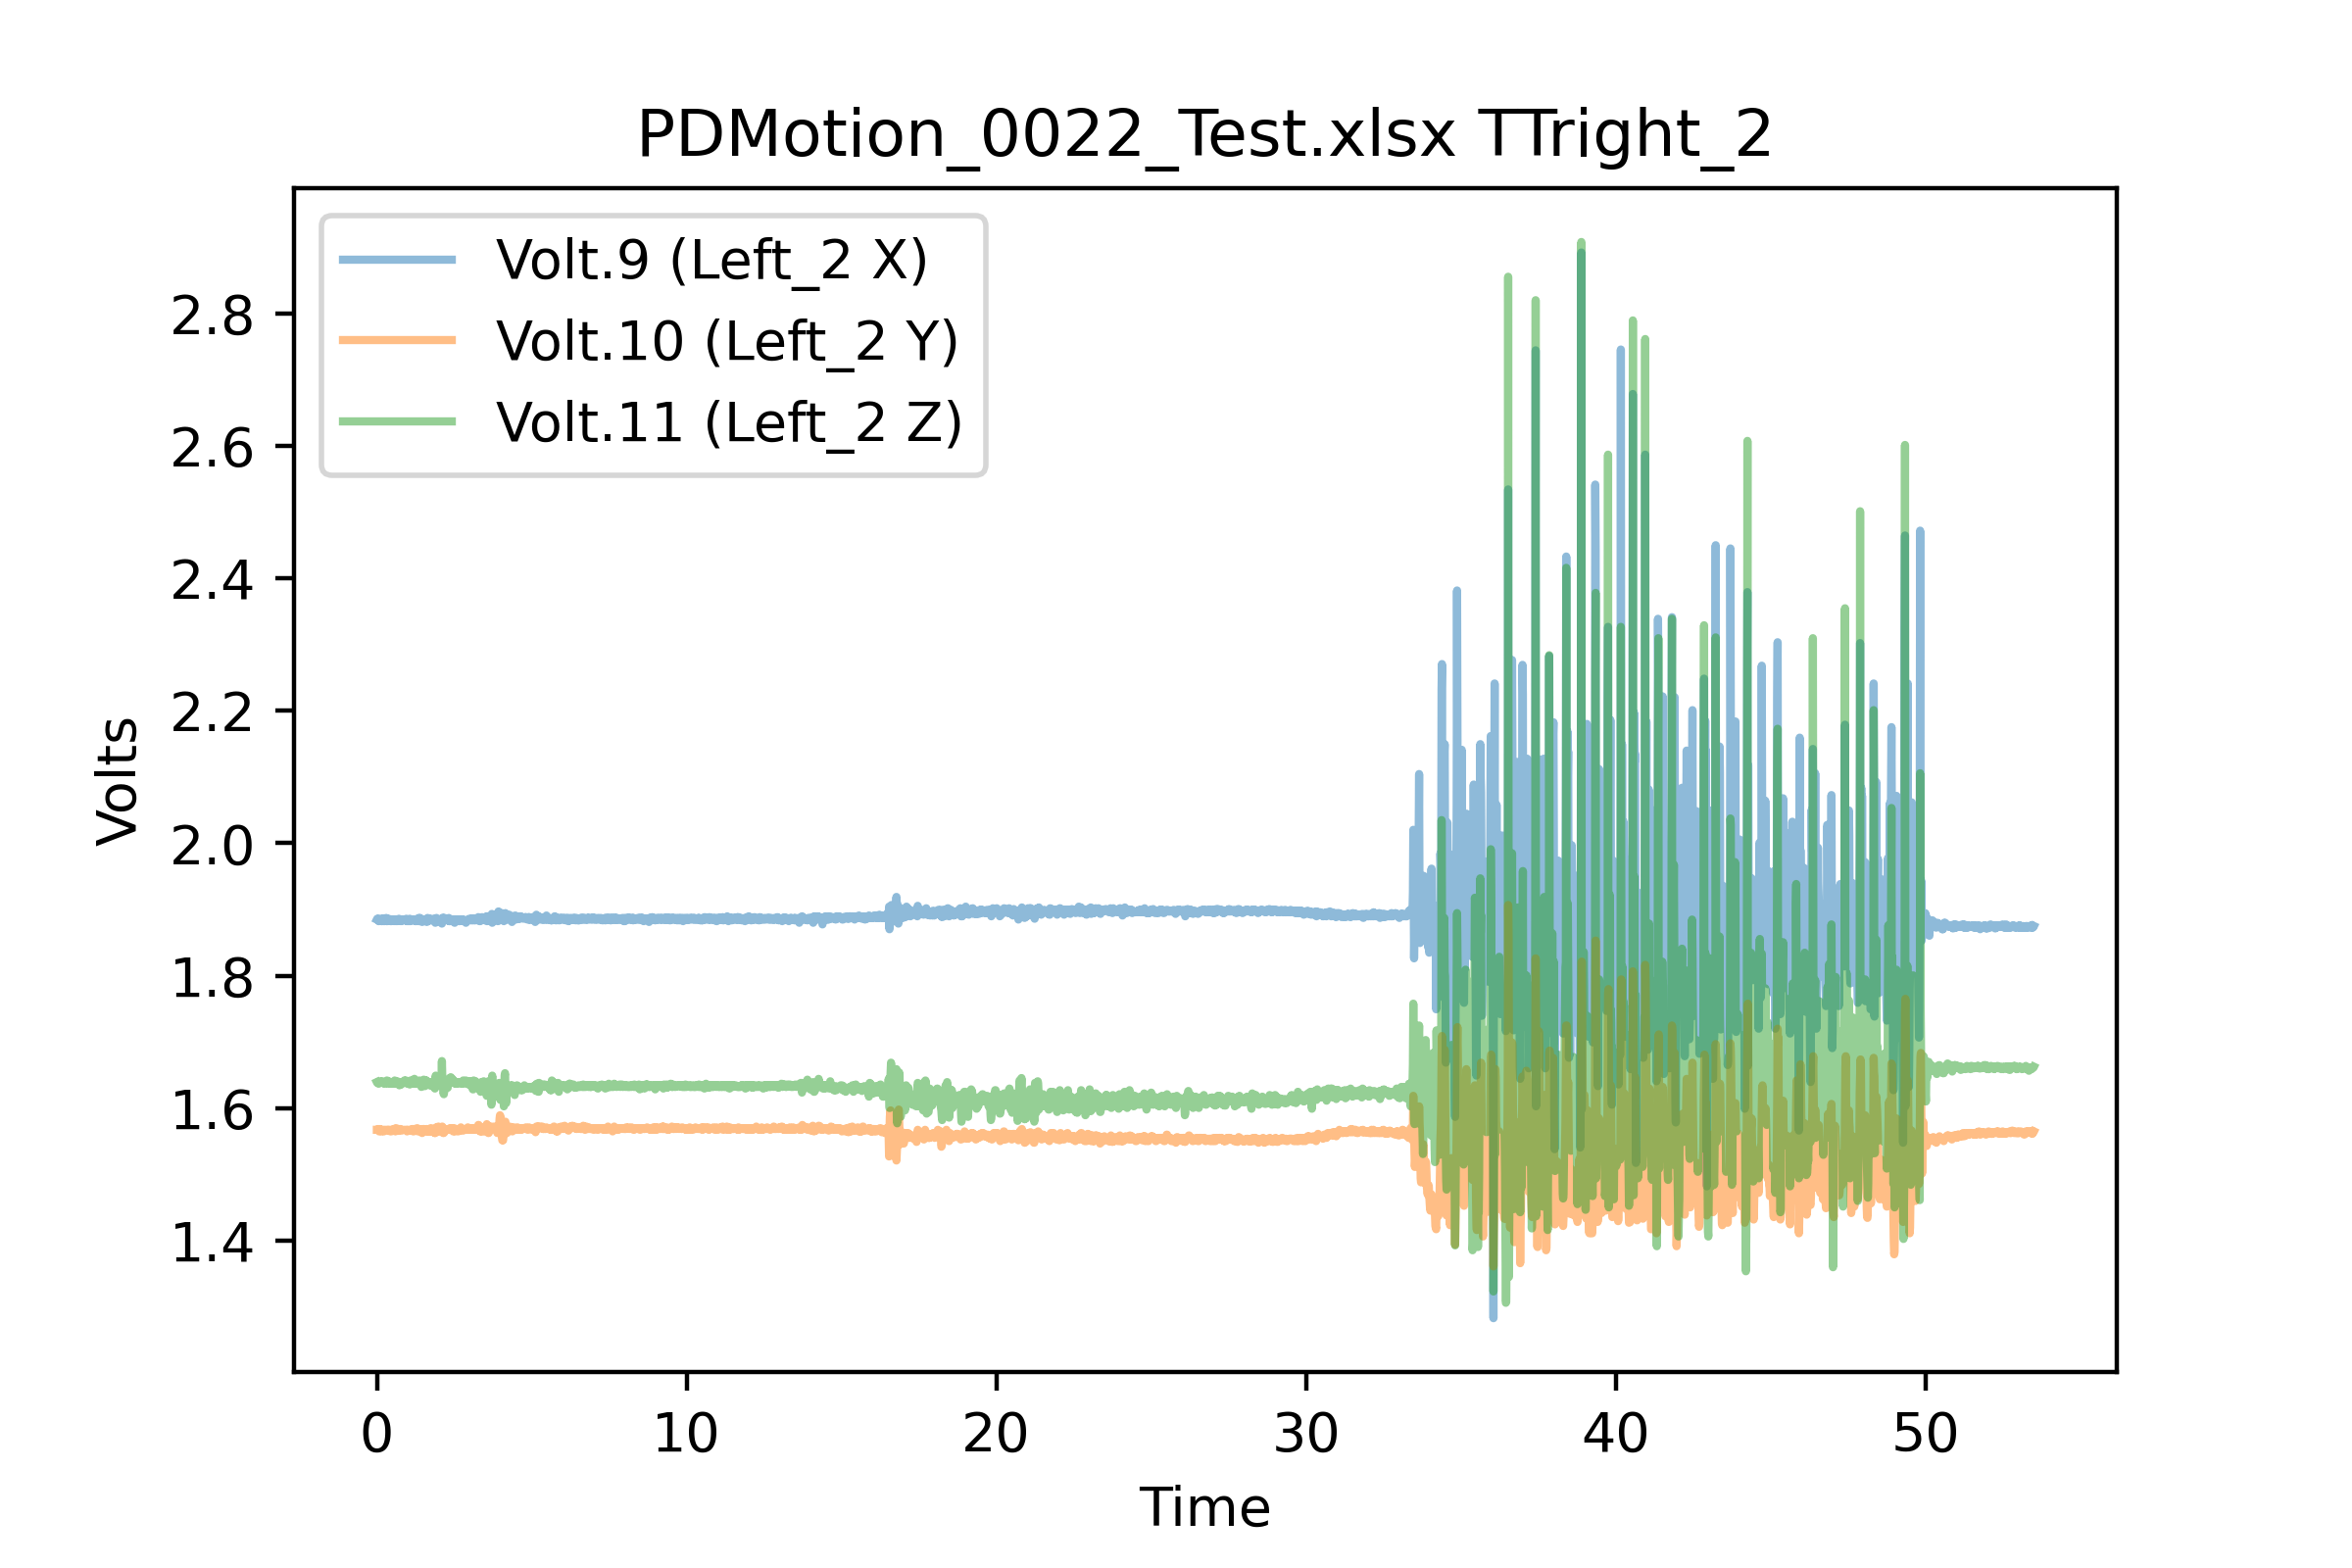 PDMotion_0022_Test.xlsx TTright_2
Volt.9 (Left_2 X)
Volt.10 (Left_2 Y)
Volt.11 (Left_2 Z)
2.8
2.6
2.4
2.2
2.0
1.8
1.6
1.4
Volts
0 10 20 30 40 50
Time